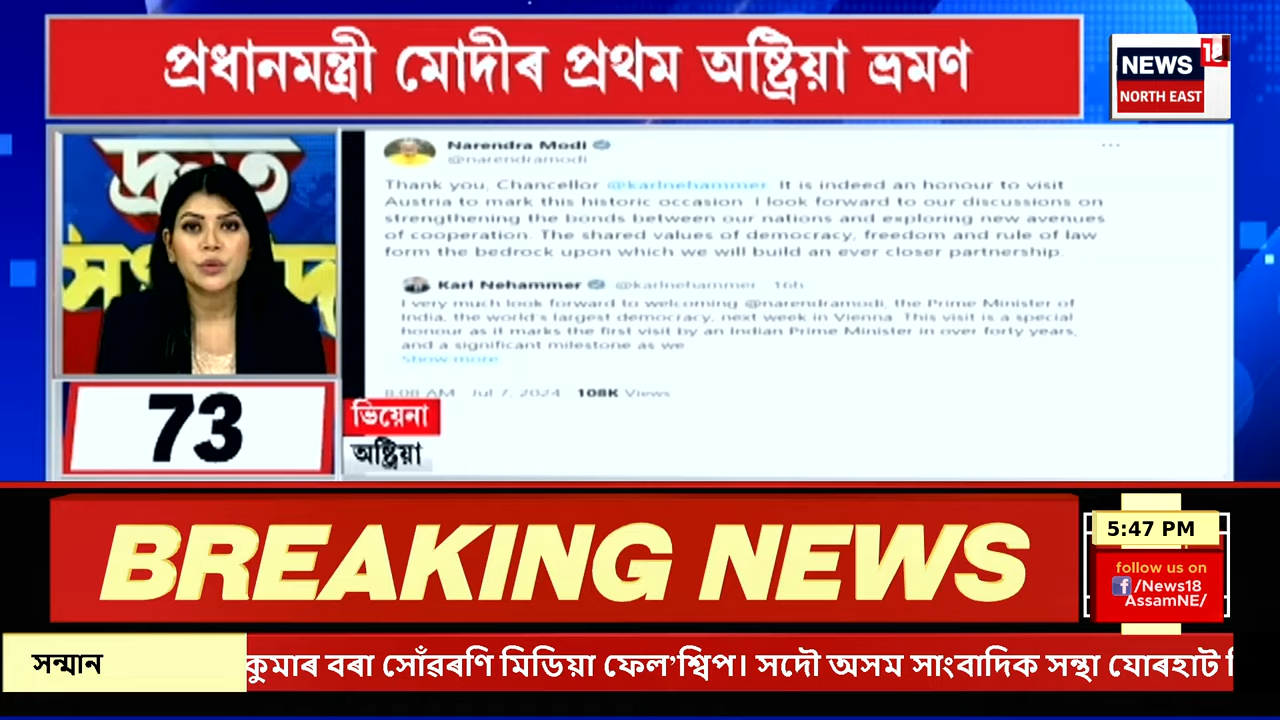 প্ৰধানমন্ত্ৰী মোদীৰ প্ৰথম অষ্ট্ৰিয়া ভ্ৰমণ
NEWS 18
NORTH EAST
দ্ৰুত
Narendra Modi
@narendramodi
Thank you, Chancellor @karlnehammer. It is indeed an honour to visit
Austria to mark this historic occasion. I look forward to our discussions on
strengthening the bonds between our nations and exploring new avenues
of cooperation. The shared values of democracy, freedom and rule of law
form the bedrock upon which we will build an ever closer partnership.
Karl Nehammer @karlnehammer 16h
I very much look forward to welcoming @narendramodi, the Prime Minister of
India, the world's largest democracy, next week in Vienna. This visit is a special
honour as it marks the first visit by an Indian Prime Minister in over forty years,
and a significant milestone as we
Show more
8:08 AM Jul 7, 2024 108K Views
73
ভিয়েনা
অষ্ট্ৰিয়া
BREAKING NEWS
5:47 PM
follow us on
/News18
AssamNE/
সন্মান
কুমাৰ বৰা সোঁৱৰণি মিডিয়া ফেল'শ্বিপ। সদৌ অসম সাংবাদিক সন্থা যোৰহাট